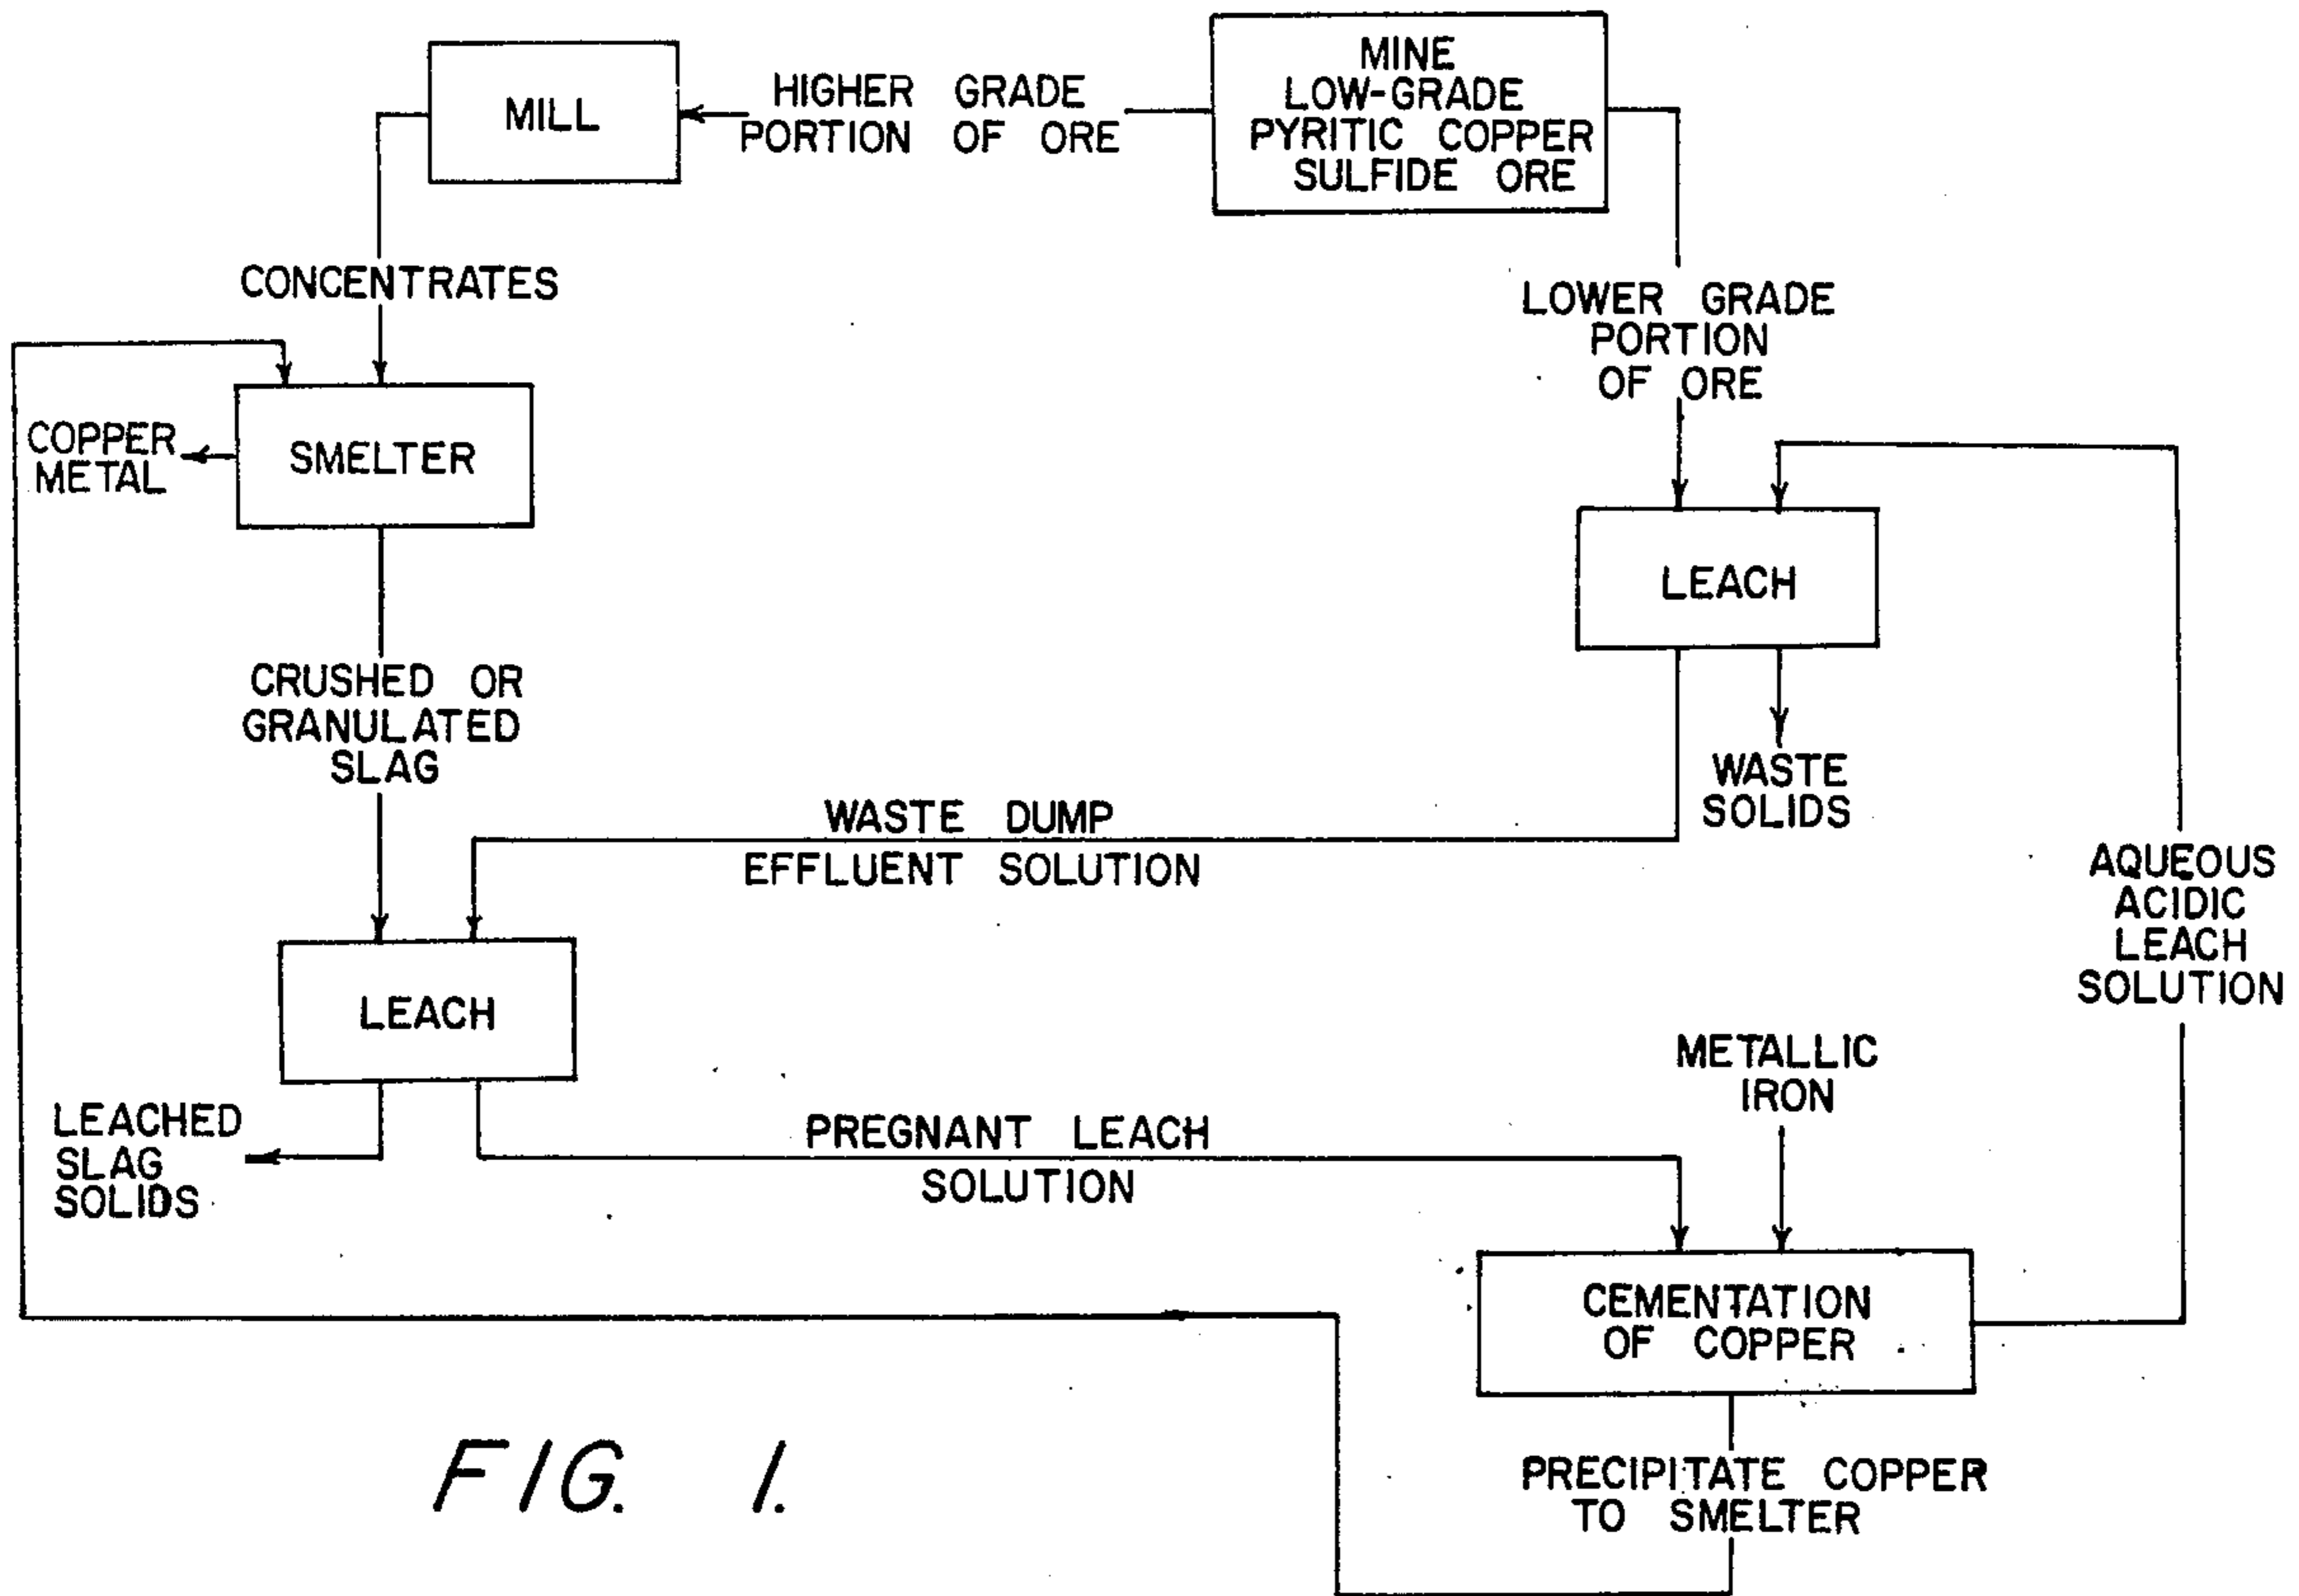 MINE
LOW-GRADE
PYRITIC COPPER
SULFIDE ORE
HIGHER GRADE
PORTION OF ORE
MILL
CONCENTRATES
LOWER GRADE
PORTION
OF ORE
COPPER
METAL
SMELTER
LEACH
CRUSHED OR
GRANULATED
SLAG
WASTE
SOLIDS
WASTE DUMP
EFFLUENT SOLUTION
AQUEOUS
ACIDIC
LEACH
SOLUTION
LEACH
METALLIC
IRON
LEACHED
SLAG
SOLIDS
PREGNANT LEACH
SOLUTION
CEMENTATION
OF COPPER
PRECIPITATE COPPER
TO SMELTER
FIG. 1.